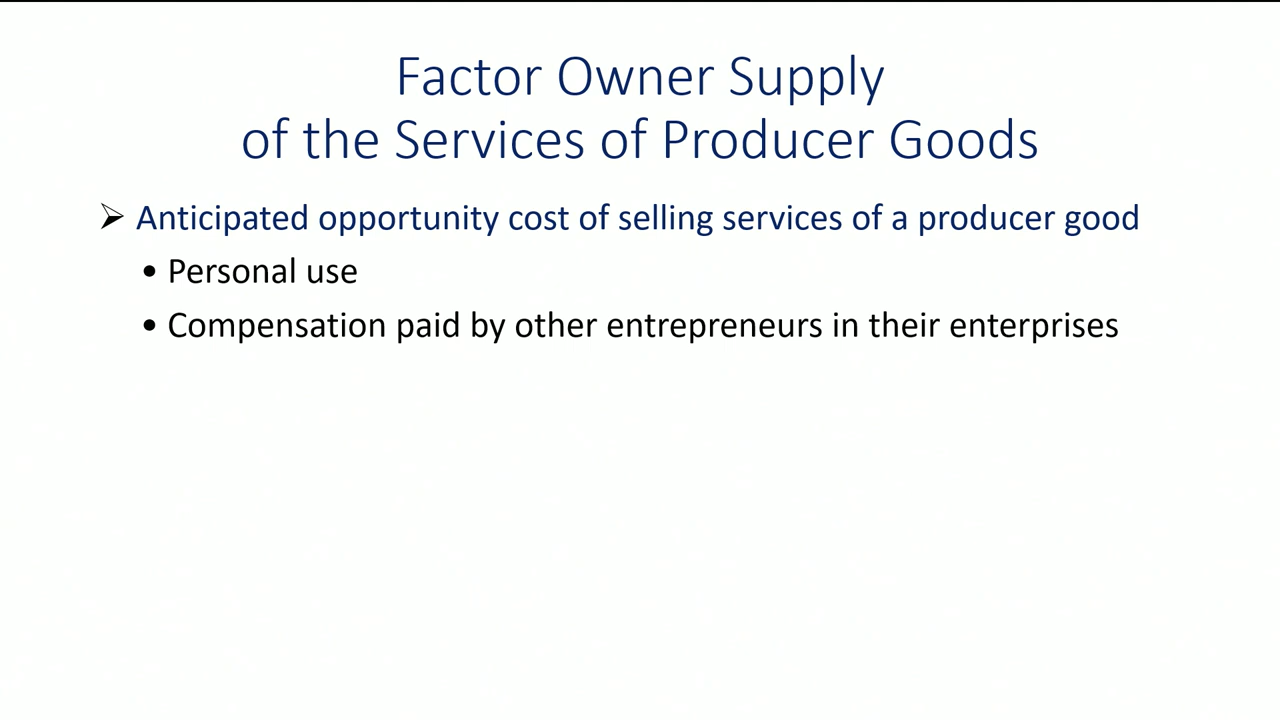 Factor Owner Supply
of the Services of Producer Goods
➢ Anticipated opportunity cost of selling services of a producer good
• Personal use
• Compensation paid by other entrepreneurs in their enterprises